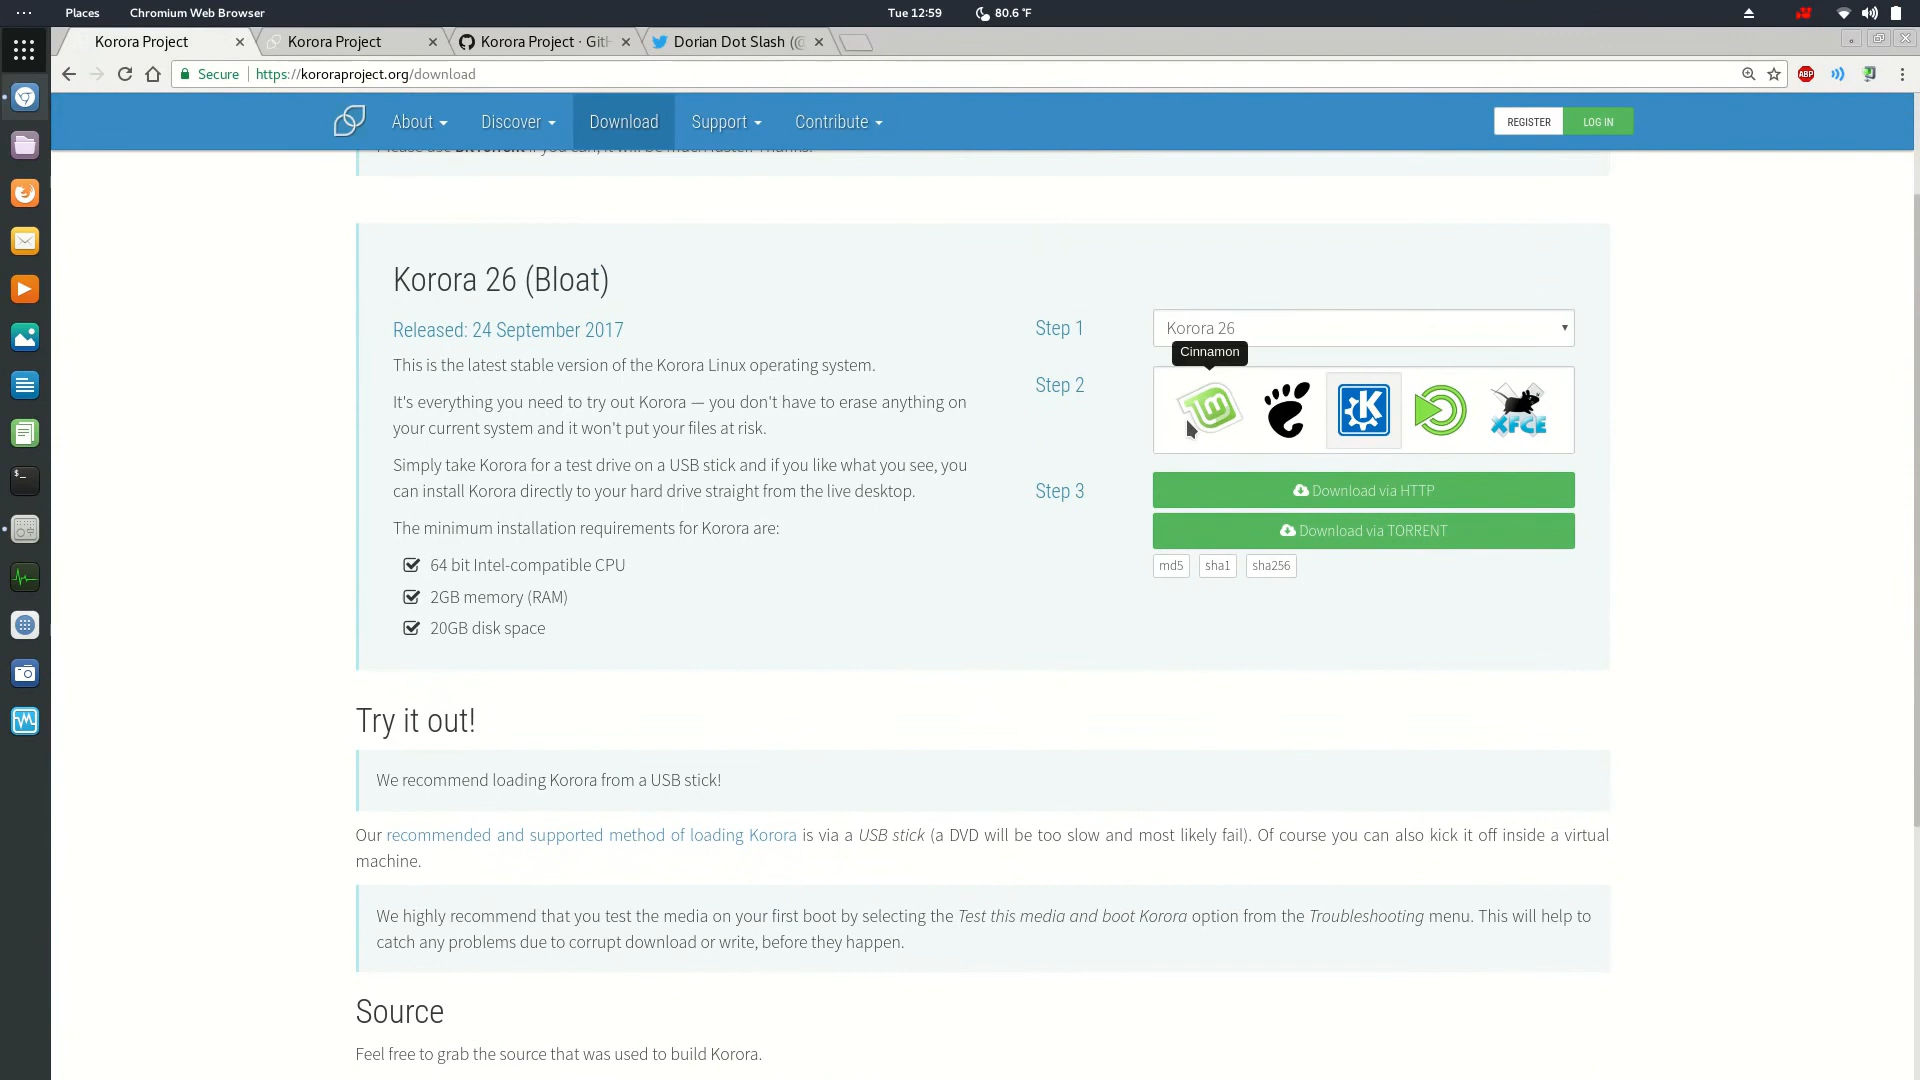 Places Chromium Web Browser Tue 12:59 80.6 °F
Korora Project Korora Project Korora Project · GitH Dorian Dot Slash (@
Secure https://kororaproject.org/download ABP
About Discover Download Support Contribute REGISTER LOG IN
Korora 26 (Bloat)
Released: 24 September 2017
This is the latest stable version of the Korora Linux operating system.
It's everything you need to try out Korora — you don't have to erase anything on
your current system and it won't put your files at risk.
Simply take Korora for a test drive on a USB stick and if you like what you see, you
can install Korora directly to your hard drive straight from the live desktop.
The minimum installation requirements for Korora are:
64 bit Intel-compatible CPU
2GB memory (RAM)
20GB disk space
Step 1 Korora 26
Cinnamon
Step 2
XFCE
Step 3 Download via HTTP
Download via TORRENT
md5 sha1 sha256
Try it out!
We recommend loading Korora from a USB stick!
Our recommended and supported method of loading Korora is via a USB stick (a DVD will be too slow and most likely fail). Of course you can also kick it off inside a virtual
machine.
We highly recommend that you test the media on your first boot by selecting the Test this media and boot Korora option from the Troubleshooting menu. This will help to
catch any problems due to corrupt download or write, before they happen.
Source
Feel free to grab the source that was used to build Korora.